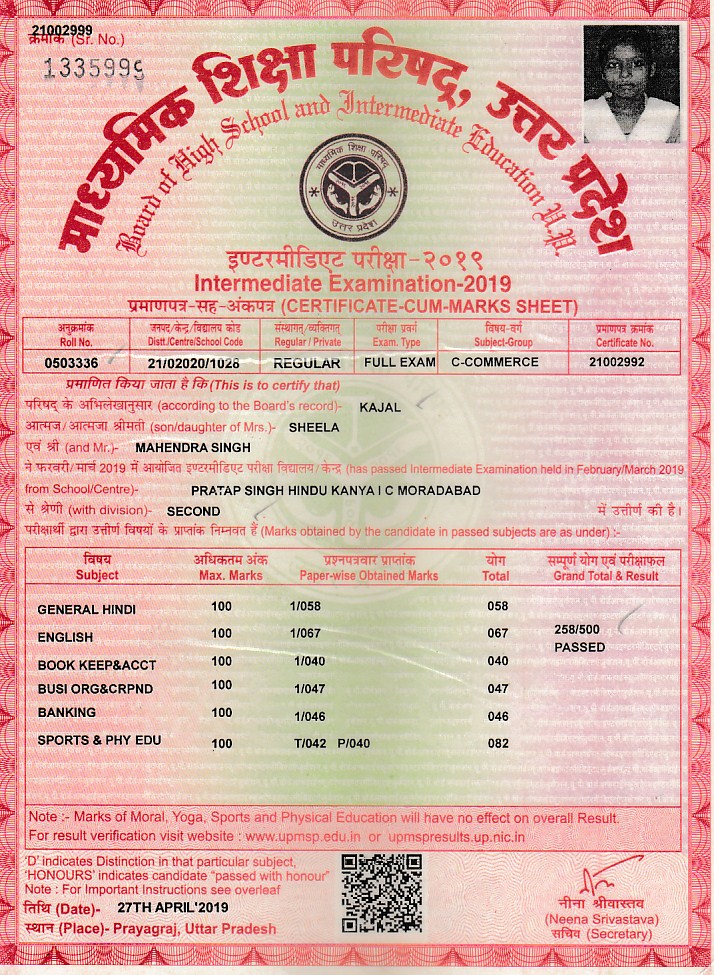 21002999
क्रमांक (Sr. No.)
1335999
माध्यमिक शिक्षा परिषद्, उत्तर प्रदेश
Board of High School and Intermediate Education U.P.
माध्यमिक शिक्षा परिषद्
उत्तर प्रदेश
इण्टरमीडिएट परीक्षा-२०१९
Intermediate Examination-2019
प्रमाणपत्र-सह-अंकपत्र (CERTIFICATE-CUM-MARKS SHEET)
अनुक्रमांक जनपद/केन्द्र/विद्यालय कोड संस्थागत/व्यक्तिगत परीक्षा प्रवर्ग विषय-वर्ग प्रमाणपत्र क्रमांक
Roll No. Distt./Centre/School Code Regular / Private Exam. Type Subject-Group Certificate No.
0503336 21/02020/1026 REGULAR FULL EXAM C-COMMERCE 21002992
प्रमाणित किया जाता है कि (This is to certify that)
परिषद् के अभिलेखानुसार (according to the Board's record)- KAJAL
आत्मज/आत्मजा श्रीमती (son/daughter of Mrs.)- SHEELA
एवं श्री (and Mr.)- MAHENDRA SINGH
ने फरवरी/मार्च 2019 में आयोजित इण्टरमीडिएट परीक्षा विद्यालय/केन्द्र (has passed Intermediate Examination held in February/March 2019
from School/Centre)- PRATAP SINGH HINDU KANYA I C MORADABAD
से श्रेणी (with division)- SECOND में उत्तीर्ण की है।
परीक्षार्थी द्वारा उत्तीर्ण विषयों के प्राप्तांक निम्नवत हैं (Marks obtained by the candidate in passed subjects are as under) :-
विषय अधिकतम अंक प्रश्नपत्रवार प्राप्तांक योग सम्पूर्ण योग एवं परीक्षाफल
Subject Max. Marks Paper-wise Obtained Marks Total Grand Total & Result
GENERAL HINDI 100 1/058 058
ENGLISH 100 1/067 067 258/500
PASSED
BOOK KEEP&ACCT 100 1/040 040
BUSI ORG&CRPND 100 1/047 047
BANKING 100 1/046 046
SPORTS & PHY EDU 100 T/042 P/040 082
Note :- Marks of Moral, Yoga, Sports and Physical Education will have no effect on overall Result.
For result verification visit website : www.upmsp.edu.in or upmspresults.up.nic.in
'D' indicates Distinction in that particular subject,
'HONOURS' indicates candidate "passed with honour"
Note : For Important Instructions see overleaf
तिथि (Date)- 27TH APRIL'2019
स्थान (Place)- Prayagraj, Uttar Pradesh
नीना श्रीवास्तव
(Neena Srivastava)
सचिव (Secretary)